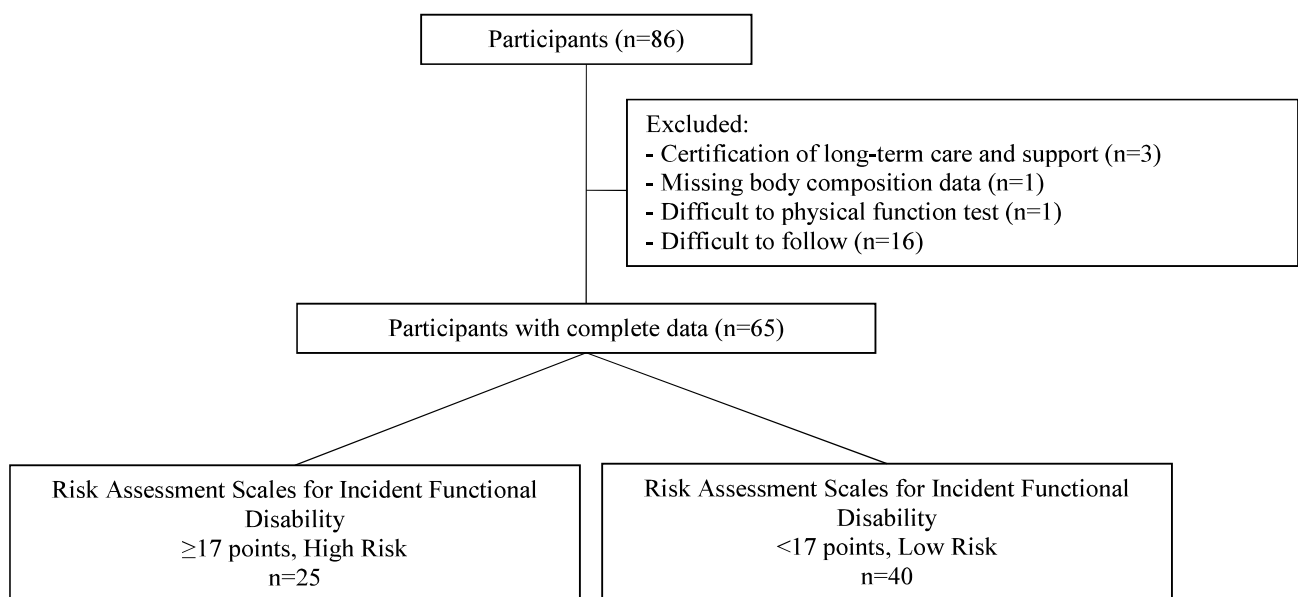 Participants (n=86)
Excluded:
- Certification of long-term care and support (n=3)
- Missing body composition data (n=1)
- Difficult to physical function test (n=1)
- Difficult to follow (n=16)
Participants with complete data (n=65)
Risk Assessment Scales for Incident Functional
Disability
≥17 points, High Risk
n=25
Risk Assessment Scales for Incident Functional
Disability
<17 points, Low Risk
n=40